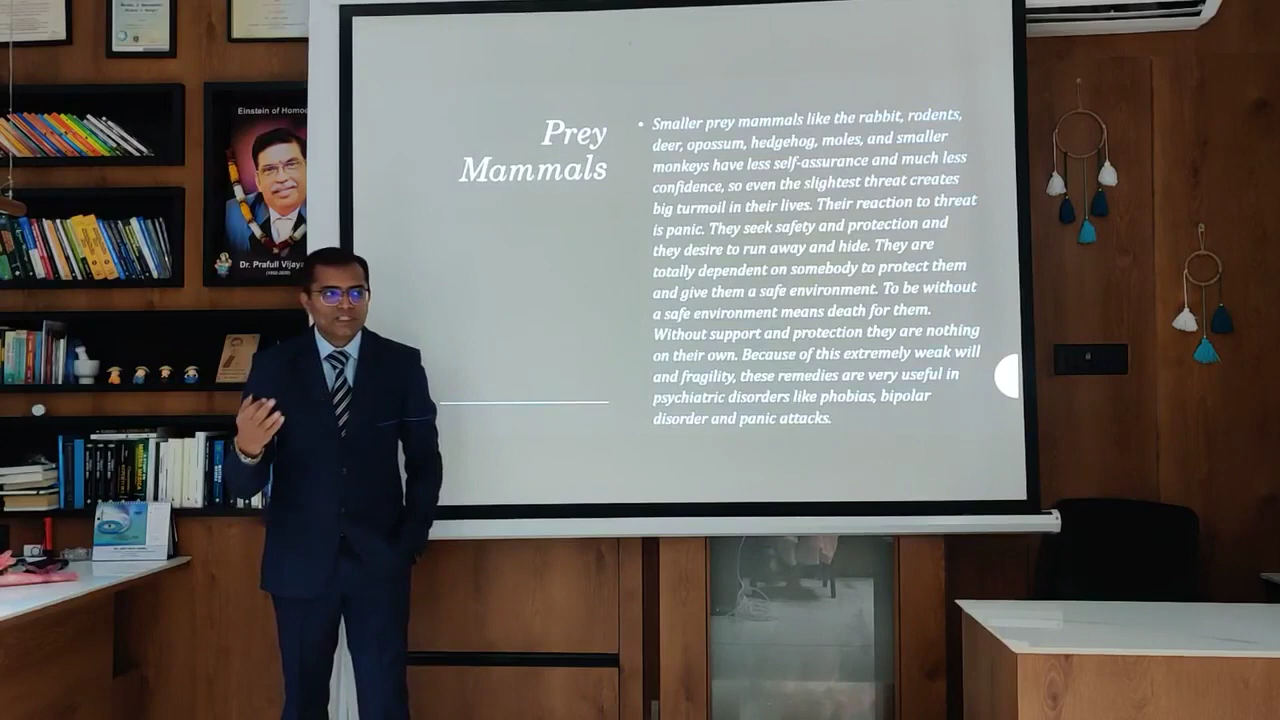 Einstein of Homoe
Dr. Prafull Vijaya
Prey
Mammals
• Smaller prey mammals like the rabbit, rodents,
deer, opossum, hedgehog, moles, and smaller
monkeys have less self-assurance and much less
confidence, so even the slightest threat creates
big turmoil in their lives. Their reaction to threat
is panic. They seek safety and protection and
they desire to run away and hide. They are
totally dependent on somebody to protect them
and give them a safe environment. To be without
a safe environment means death for them.
Without support and protection they are nothing
on their own. Because of this extremely weak will
and fragility, these remedies are very useful in
psychiatric disorders like phobias, bipolar
disorder and panic attacks.